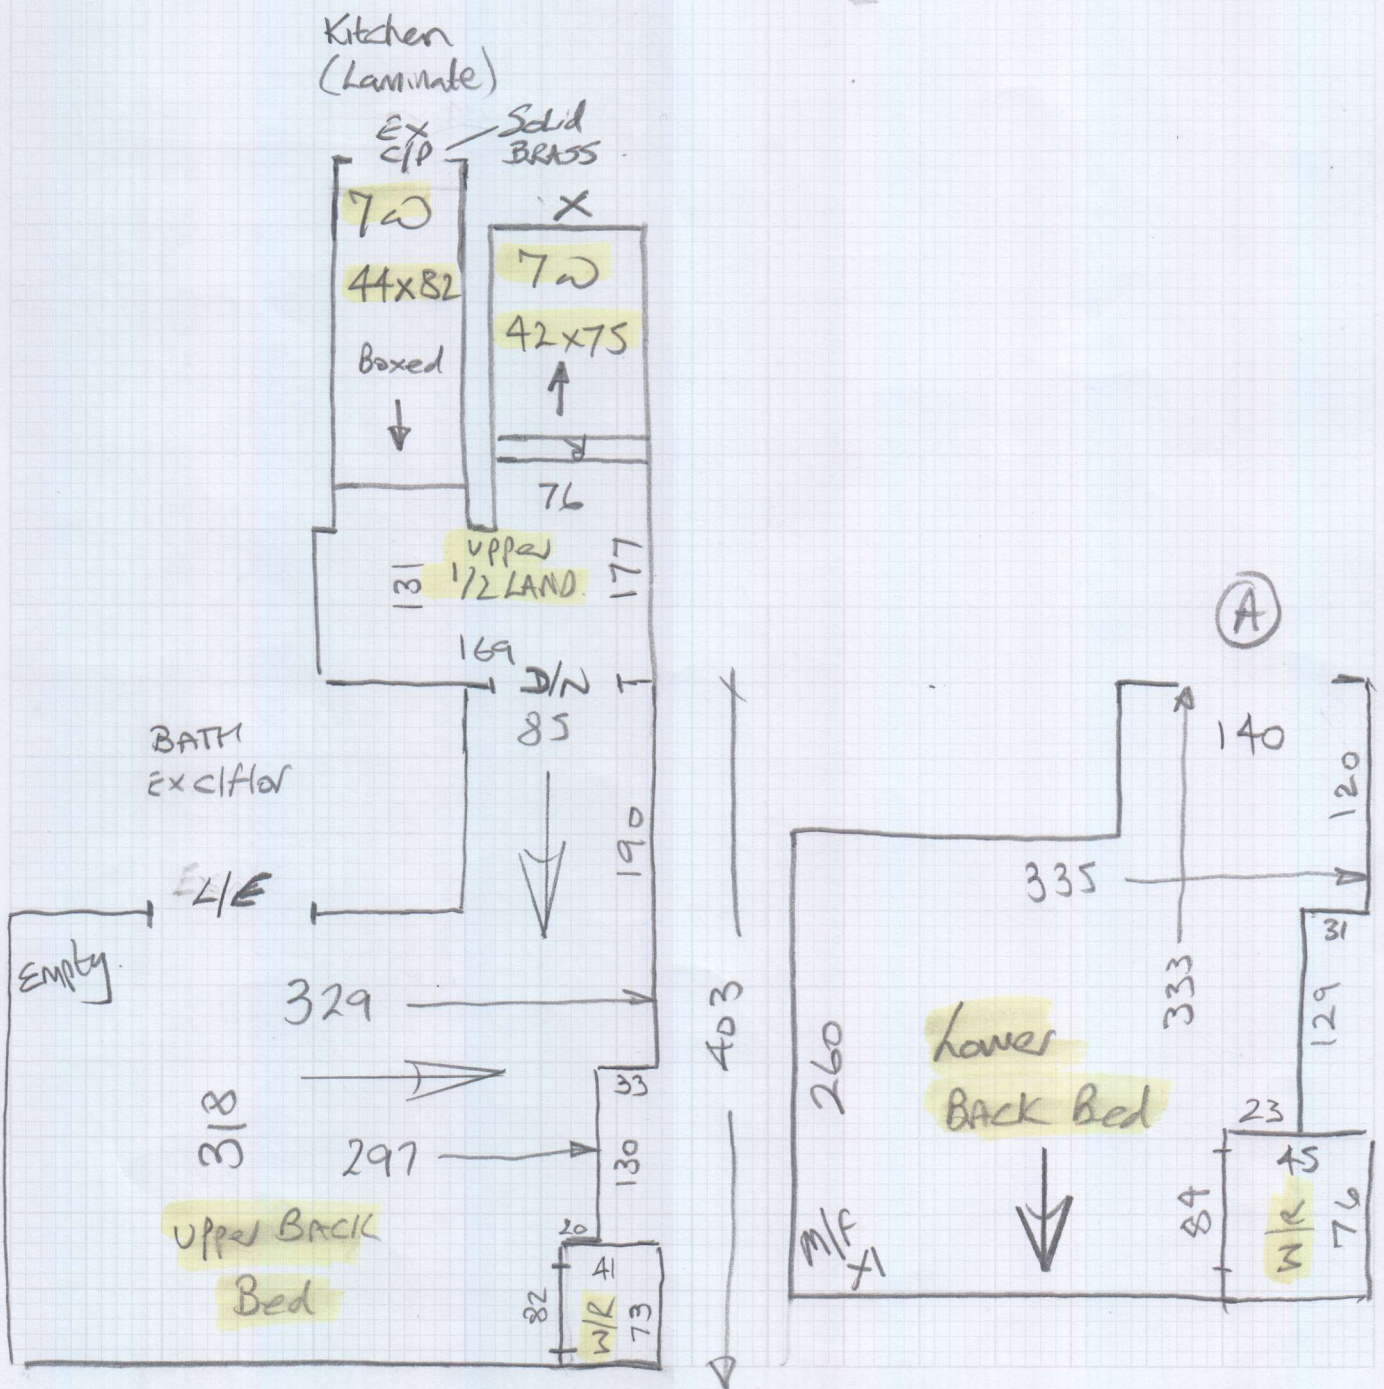 Kitchen
(Laminate)
EX
C/P
Solid
BRASS
X
7W
44x82
Boxed
7W
42x75
76
upper
1/2 LAND.
131
177
169
D/N
85
BATH
Ex c/flor
190
L/E
Empty.
329
403
33
318
297
130
Upper BACK
Bed
20
41
82
W/R
73
A
140
120
335
31
333
129
260
Lower
BACK Bed
23
45
84
W/R
76
M/F
X1